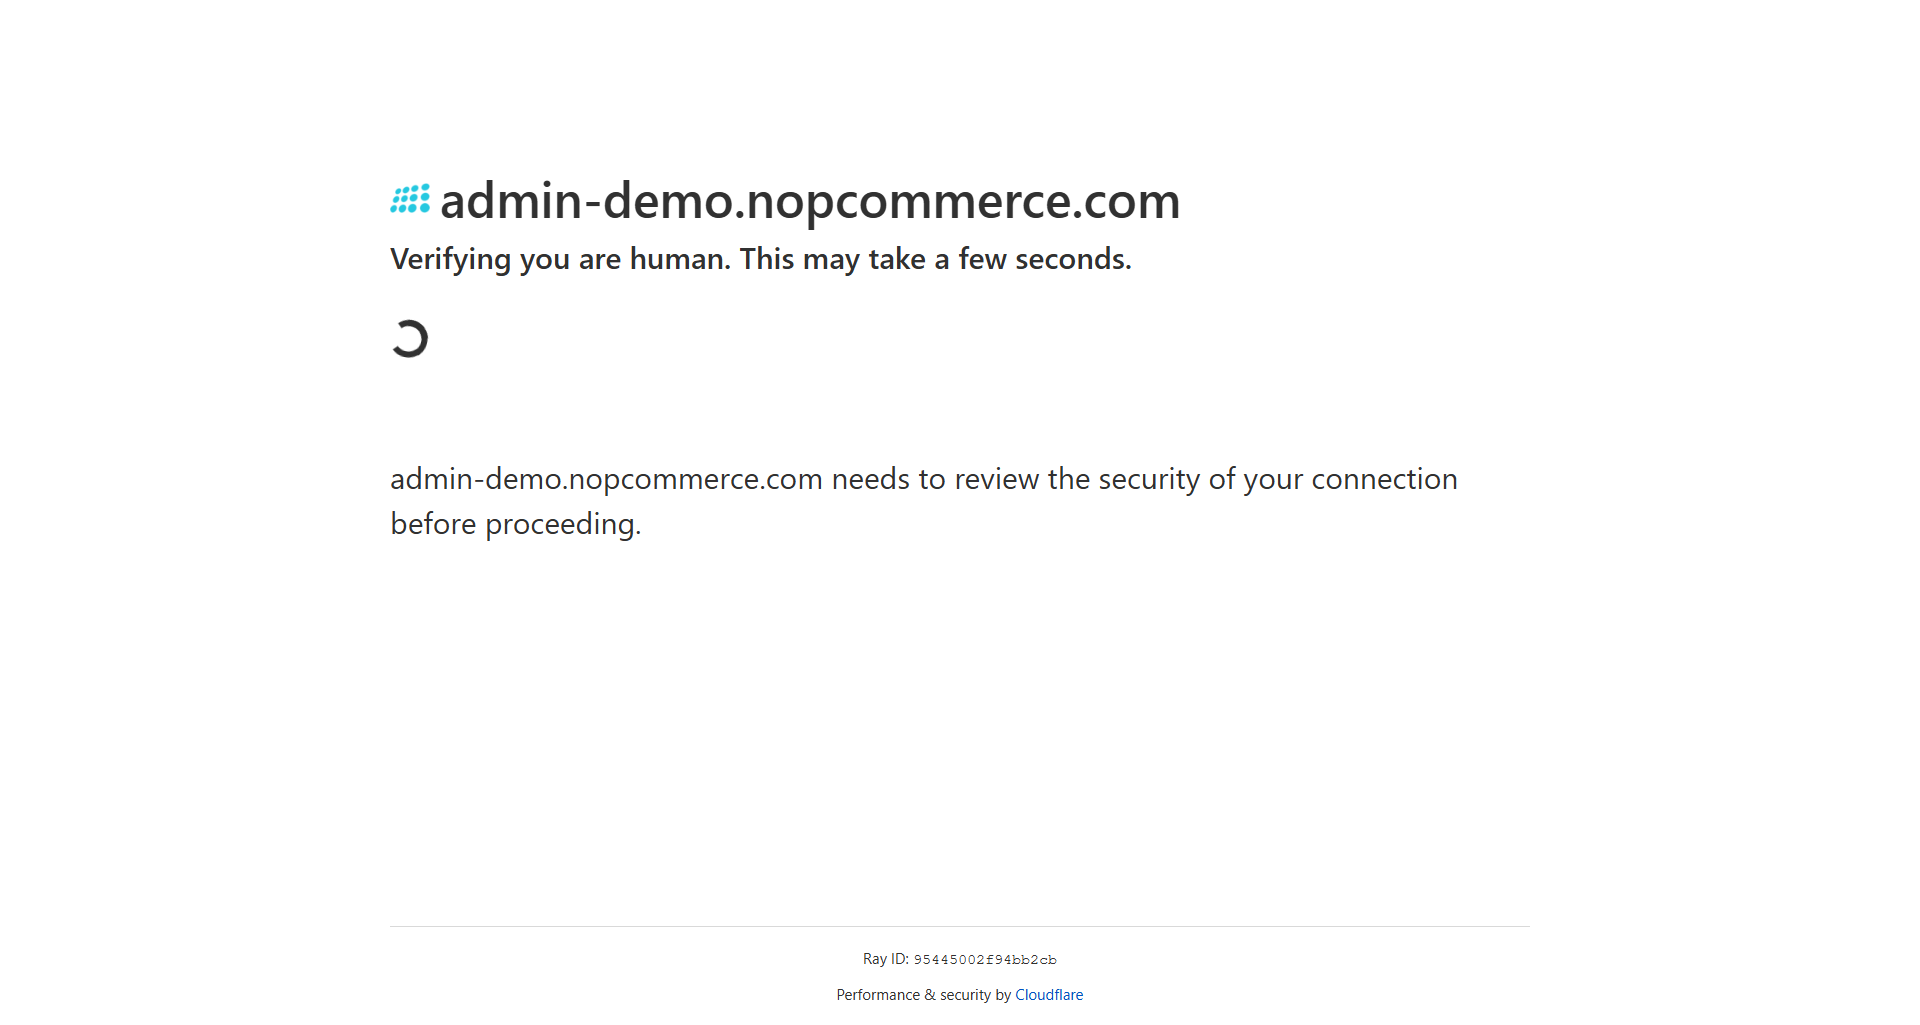 admin-demo.nopcommerce.com
Verifying you are human. This may take a few seconds.
admin-demo.nopcommerce.com needs to review the security of your connection
before proceeding.
Ray ID: 95445002f94bb2cb
Performance & security by Cloudflare